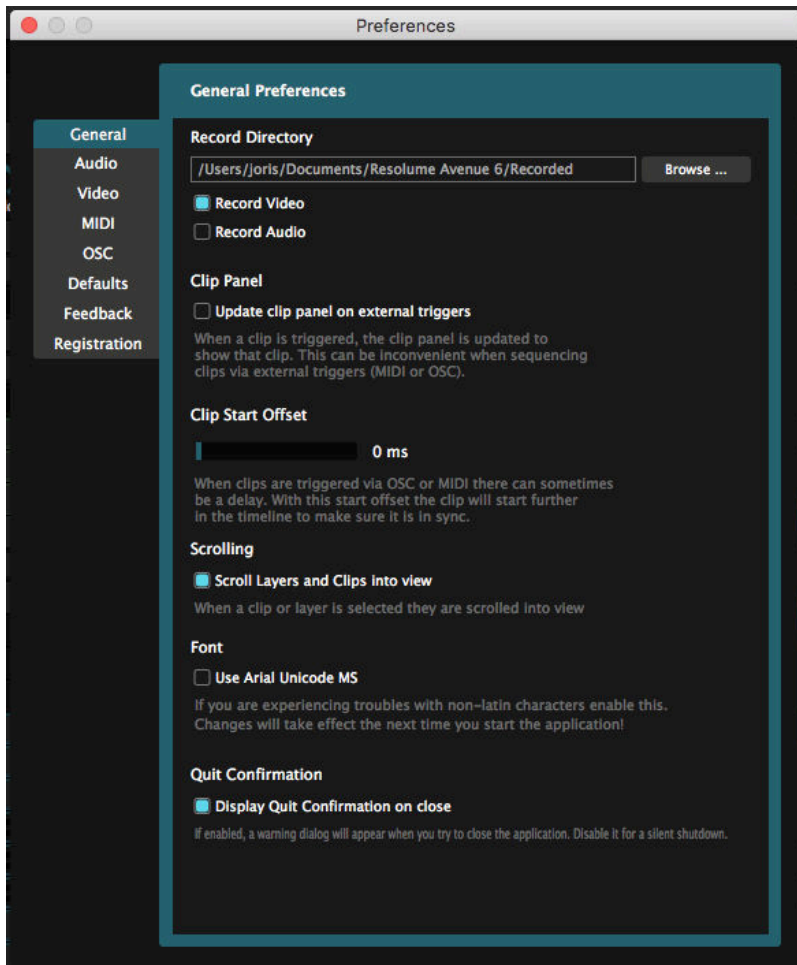 Preferences
General Preferences
General
Audio
Video
MIDI
OSC
Defaults
Feedback
Registration
Record Directory
/Users/joris/Documents/Resolume Avenue 6/Recorded
Browse ...
Record Video
Record Audio
Clip Panel
Update clip panel on external triggers
When a clip is triggered, the clip panel is updated to
show that clip. This can be inconvenient when sequencing
clips via external triggers (MIDI or OSC).
Clip Start Offset
0 ms
When clips are triggered via OSC or MIDI there can sometimes
be a delay. With this start offset the clip will start further
in the timeline to make sure it is in sync.
Scrolling
Scroll Layers and Clips into view
When a clip or layer is selected they are scrolled into view
Font
Use Arial Unicode MS
If you are experiencing troubles with non-latin characters enable this.
Changes will take effect the next time you start the application!
Quit Confirmation
Display Quit Confirmation on close
If enabled, a warning dialog will appear when you try to close the application. Disable it for a silent shutdown.